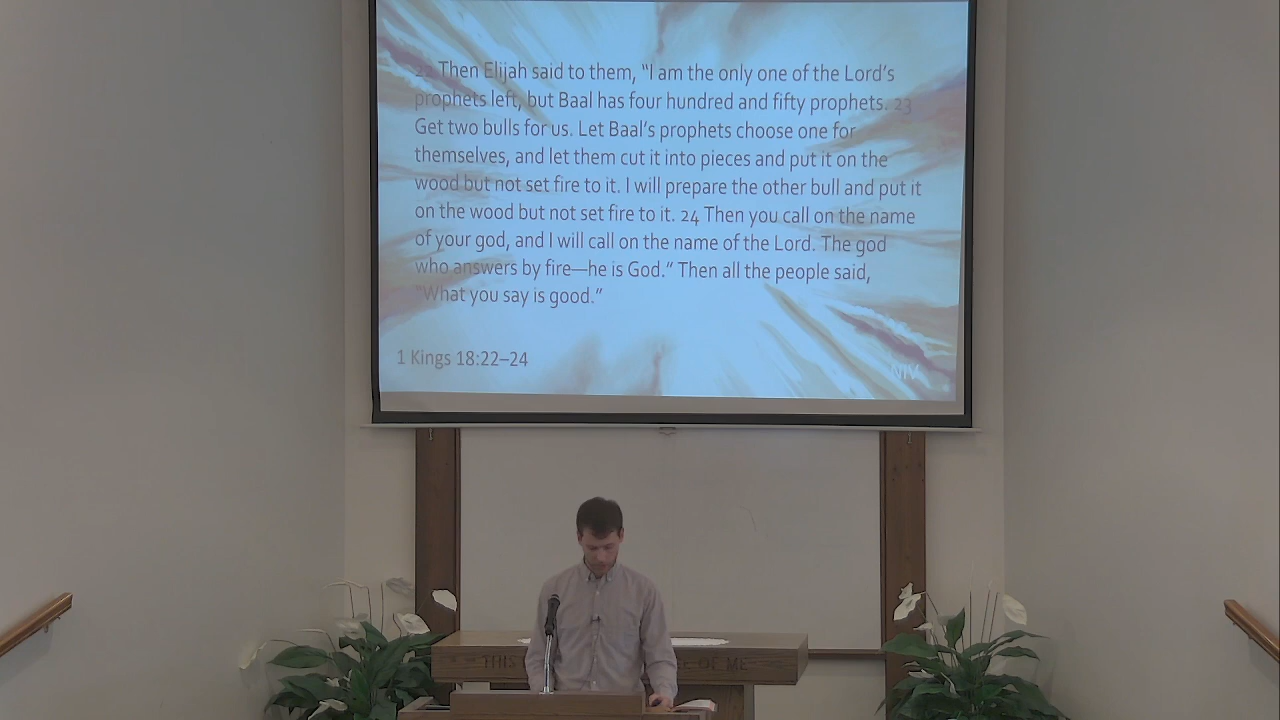 22 Then Elijah said to them, “I am the only one of the Lord’s
prophets left, but Baal has four hundred and fifty prophets. 23
Get two bulls for us. Let Baal’s prophets choose one for
themselves, and let them cut it into pieces and put it on the
wood but not set fire to it. I will prepare the other bull and put it
on the wood but not set fire to it. 24 Then you call on the name
of your god, and I will call on the name of the Lord. The god
who answers by fire—he is God.” Then all the people said,
“What you say is good.”
1 Kings 18:22–24
NIV
THIS OF ME